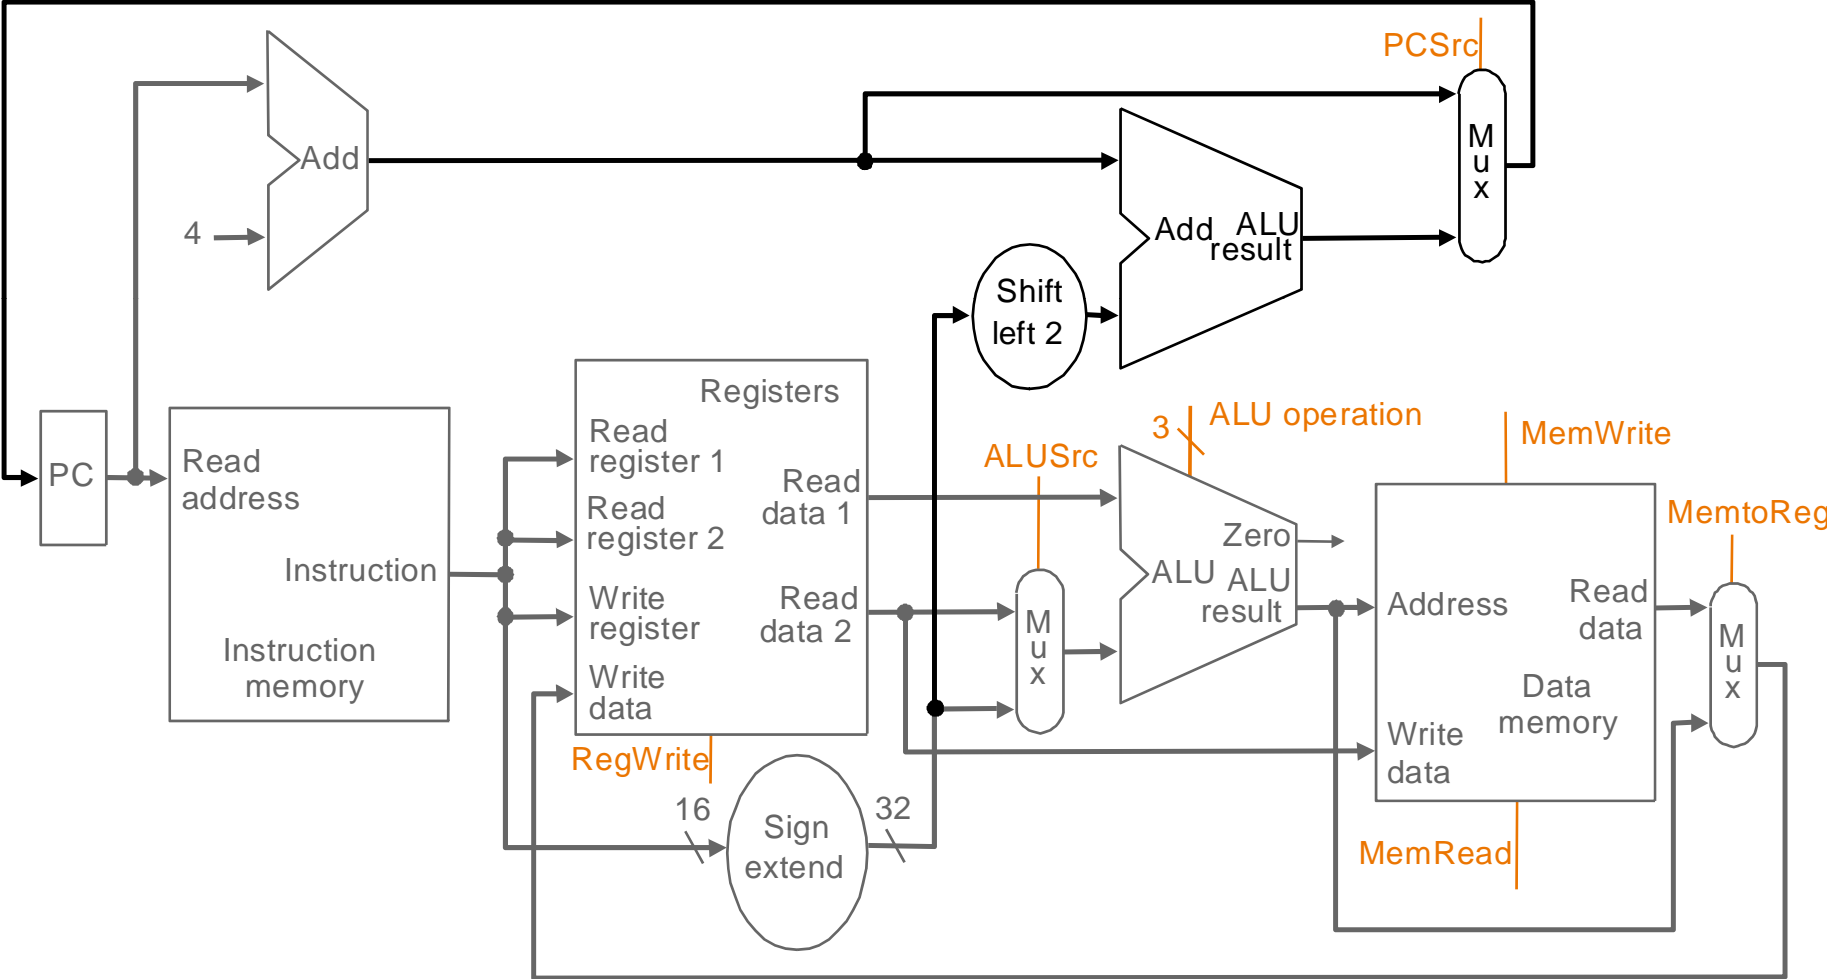 PCSrc
M
u
x
Add
Add
ALU
result
4
Shift
left 2
Registers
Read
register 1
Read
data 1
Read
register 2
Write
register
Read
data 2
Write
data
RegWrite
PC
Read
address
Instruction
Instruction
memory
ALUSrc
M
u
x
3
ALU operation
Zero
ALU
ALU
result
MemWrite
MemtoReg
Address
Read
data
Data
memory
Write
data
M
u
x
MemRead
16
Sign
extend
32